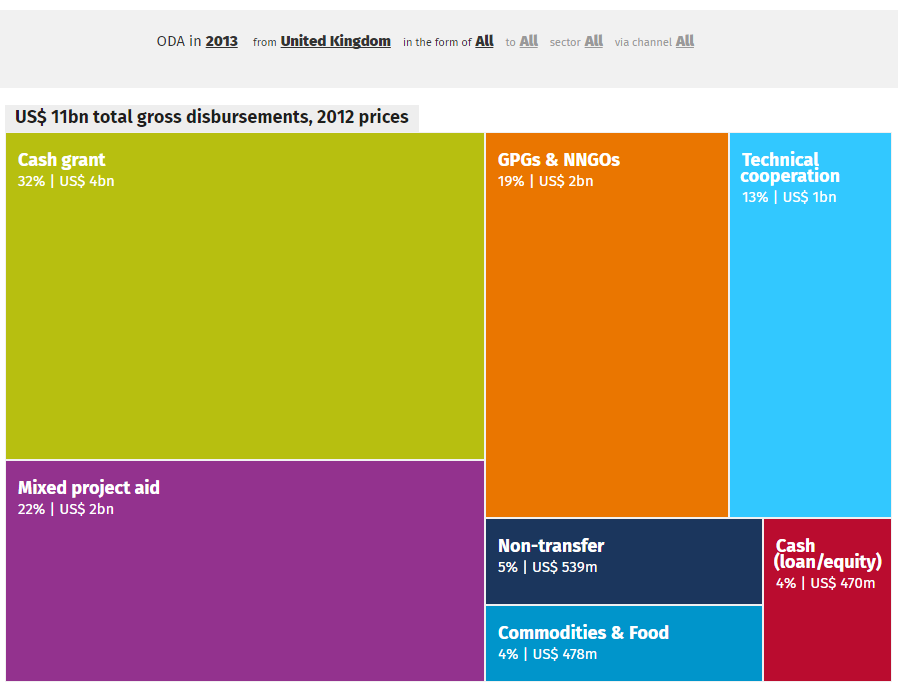 ODA in 2013 from United Kingdom in the form of All to All sector All via channel All
US$ 11bn total gross disbursements, 2012 prices
Cash grant
32% | US$ 4bn
GPGs & NNGOs
19% | US$ 2bn
Technical
cooperation
13% | US$ 1bn
Mixed project aid
22% | US$ 2bn
Non-transfer
5% | US$ 539m
Cash
(loan/equity)
4% | US$ 470m
Commodities & Food
4% | US$ 478m